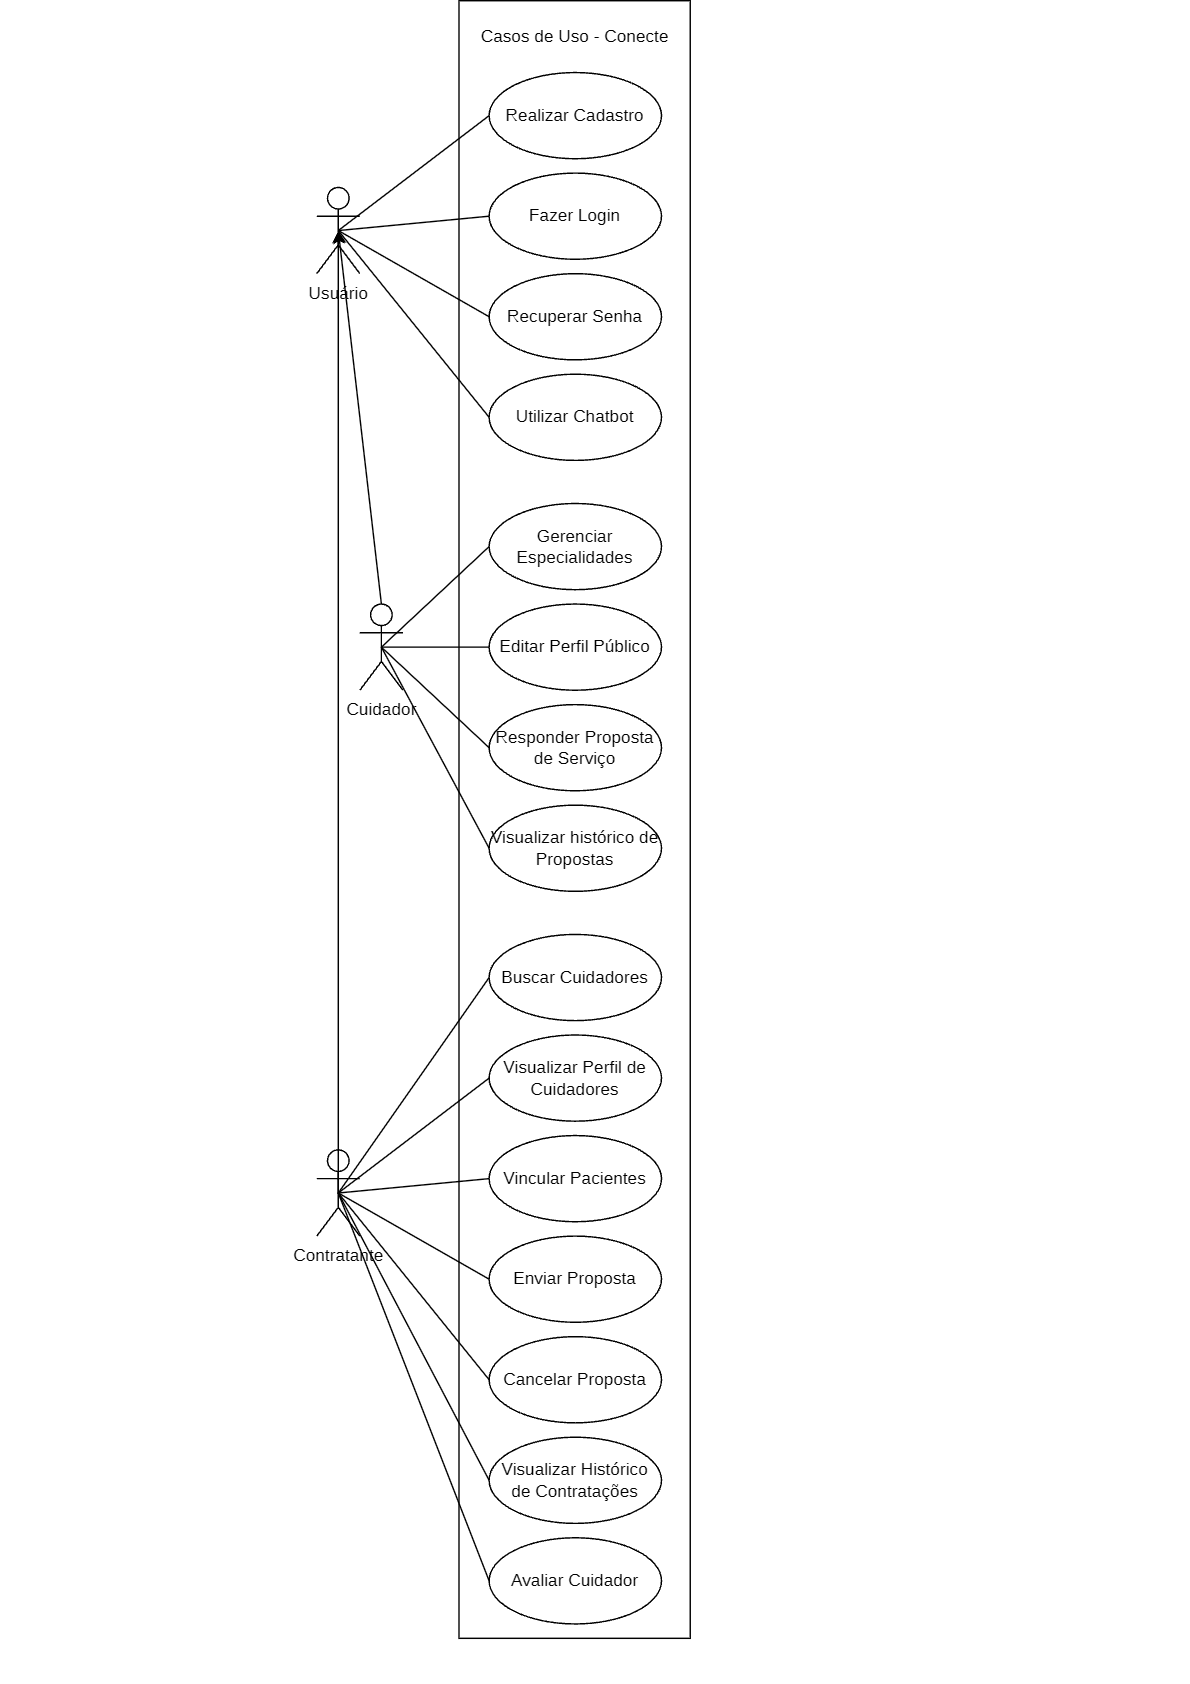 Casos de Uso - Conecte
Realizar Cadastro
Fazer Login
Recuperar Senha
Usuário
Utilizar Chatbot
Gerenciar
Especialidades
Editar Perfil Público
Cuidador
Responder Proposta
de Serviço
Visualizar histórico de
Propostas
Buscar Cuidadores
Visualizar Perfil de
Cuidadores
Vincular Pacientes
Contratante
Enviar Proposta
Cancelar Proposta
Visualizar Histórico
de Contratações
Avaliar Cuidador